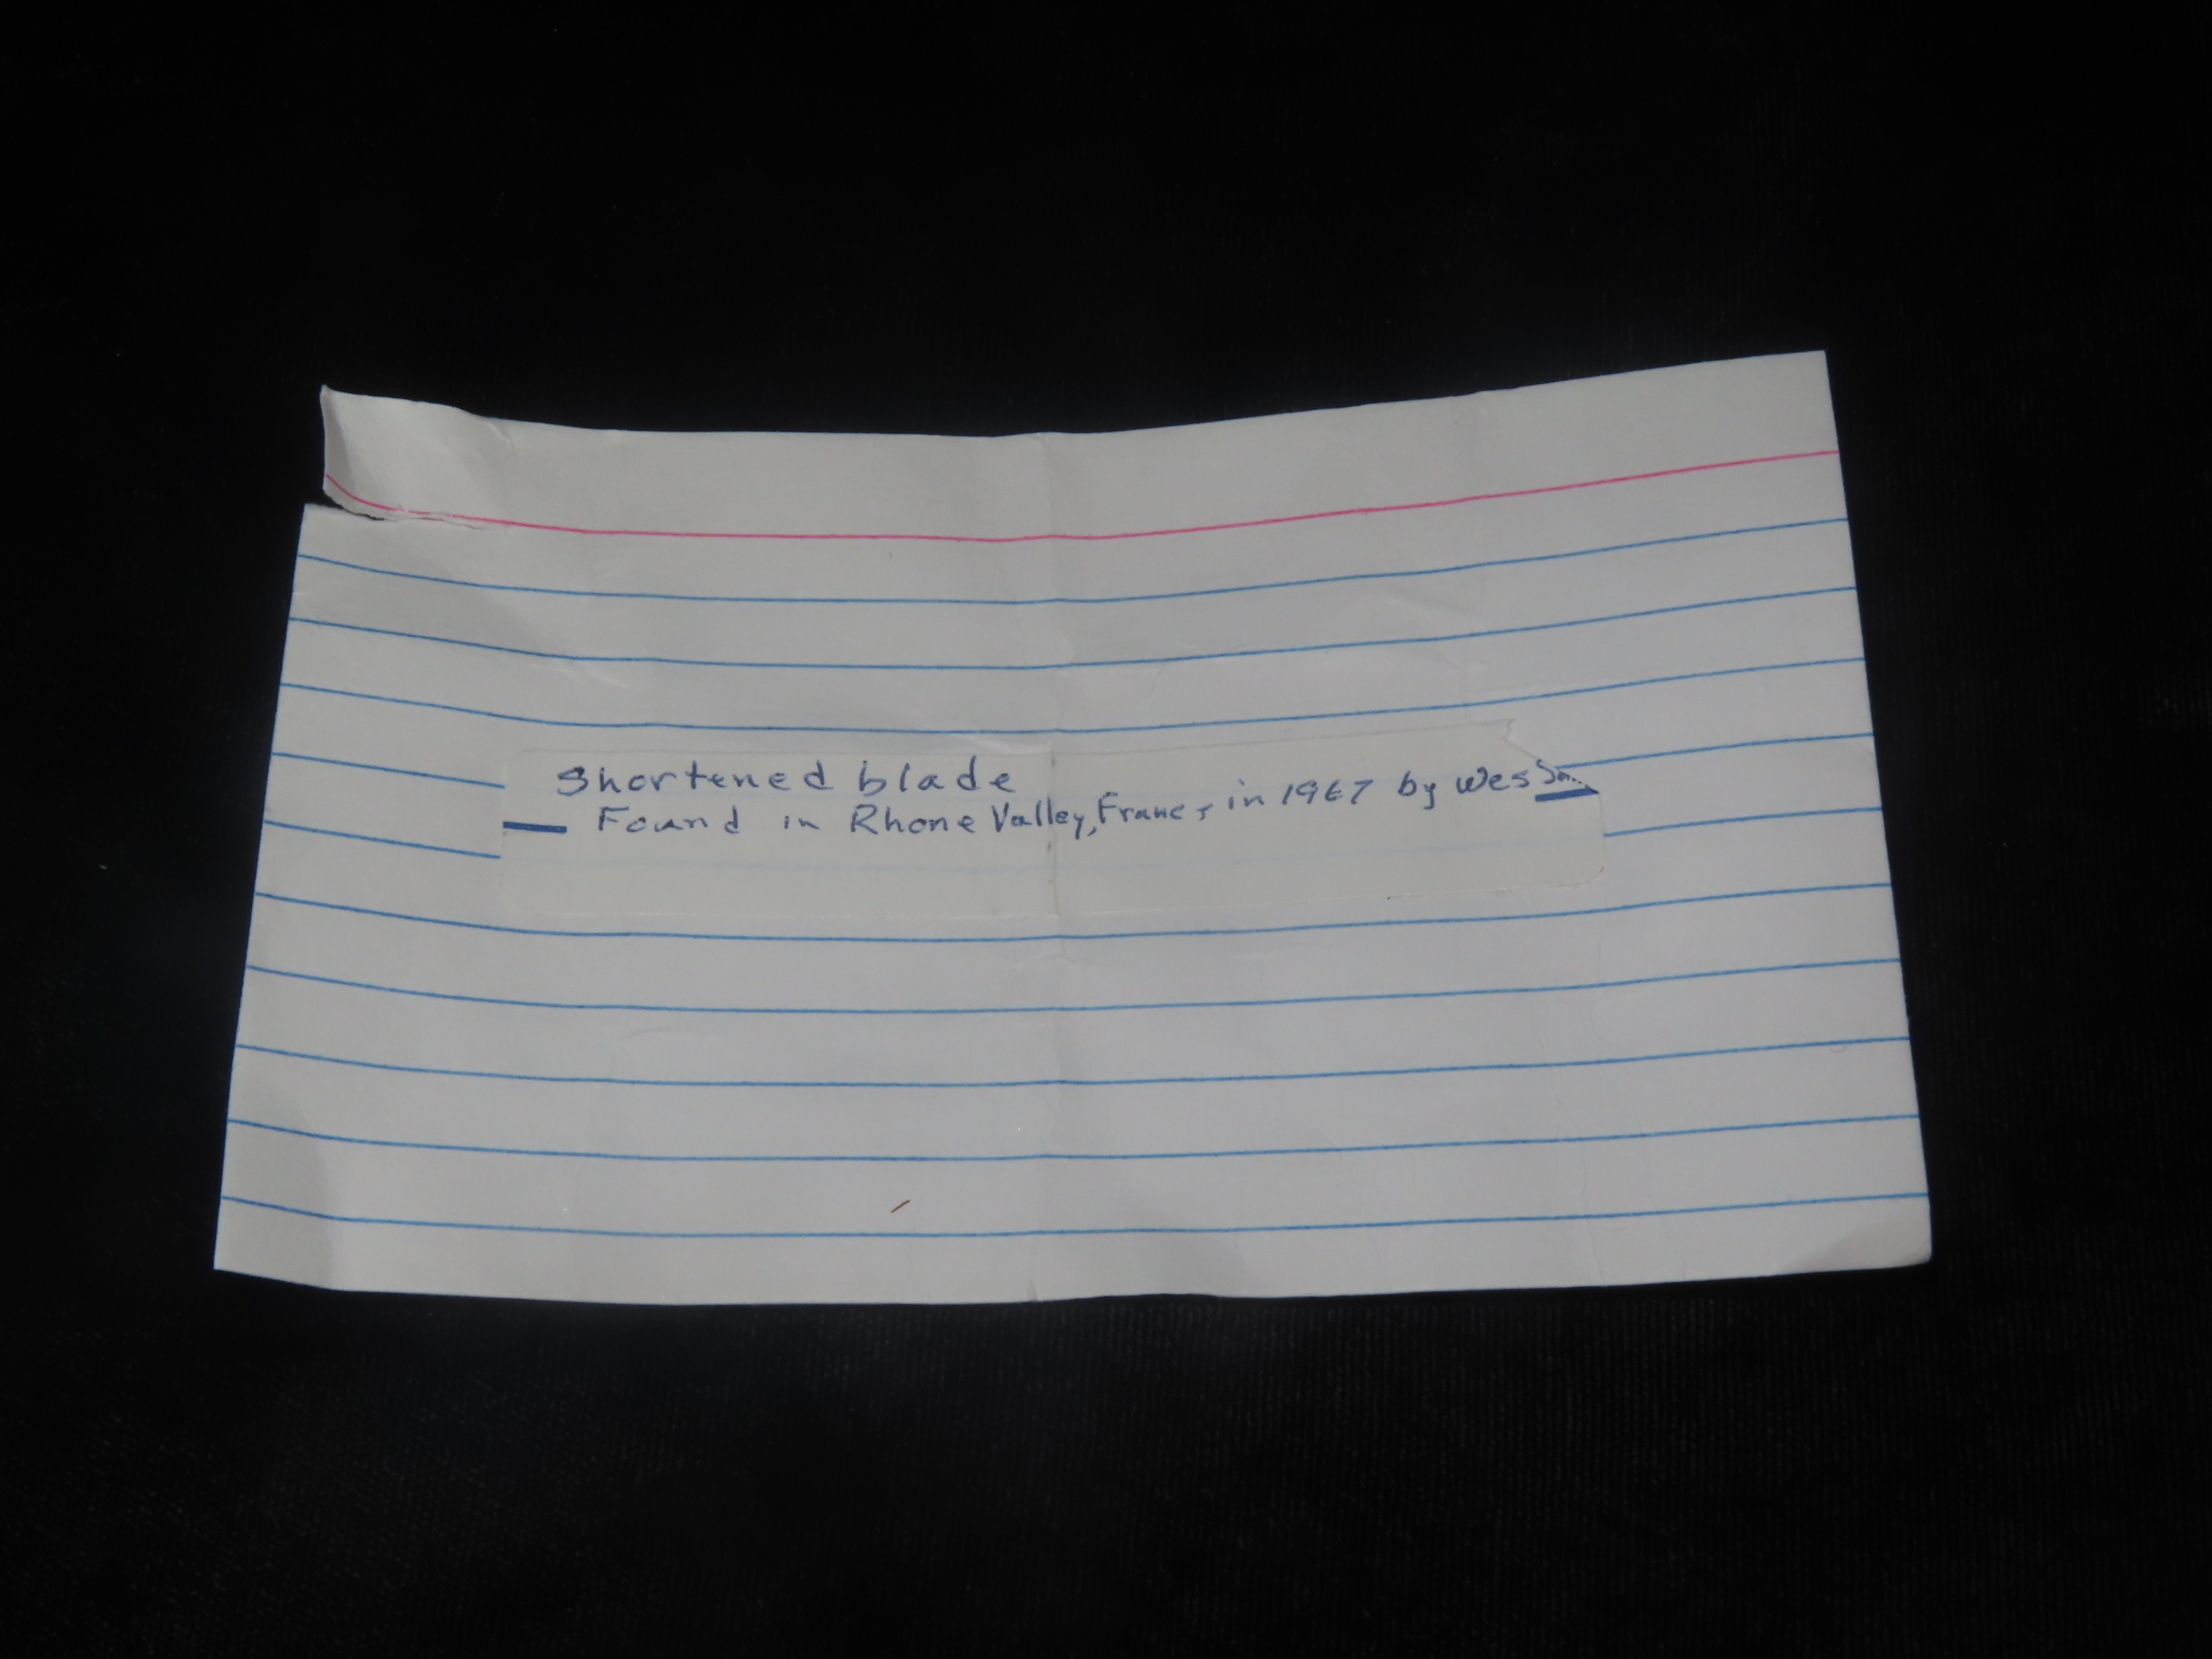 Shortened blade
Found in Rhone Valley, France in 1967 by Wes